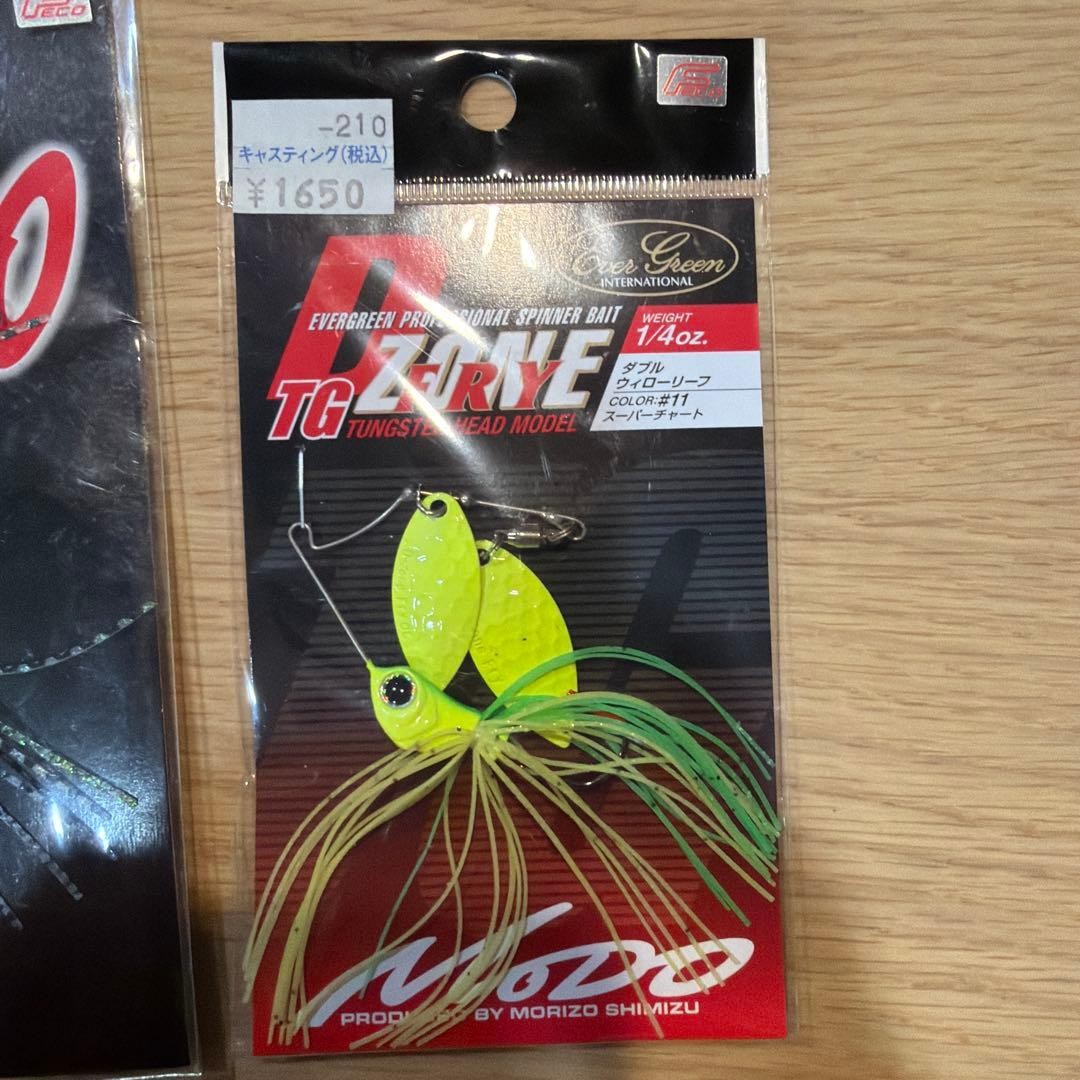 FECO
-210
キャスティング(税込)
¥1650
FECO
Ever Green
INTERNATIONAL
EVERGREEN PROFESSIONAL SPINNER BAIT
D ZONE
FRY
TG
TUNGSTEN HEAD MODEL
WEIGHT
1/4oz.
ダブル
ウィローリーフ
COLOR:#11
スーパーチャート
MoDo
PRODUCED BY MORIZO SHIMIZU